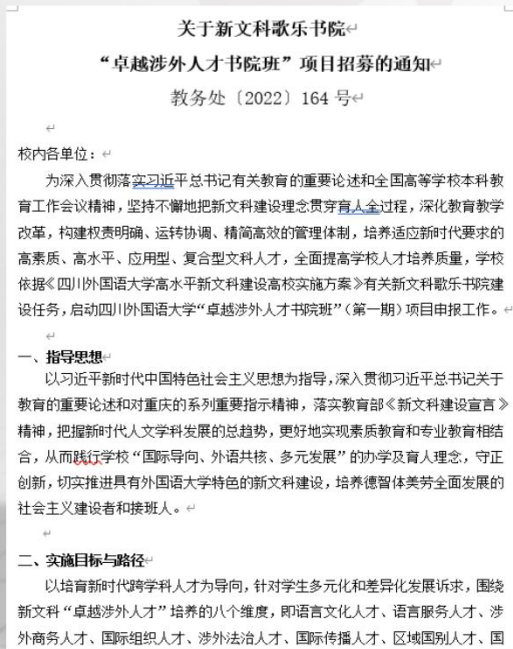 关于新文科歌乐书院
“卓越涉外人才书院班”项目招募的通知
教务处〔2022〕164 号
校内各单位：
为深入贯彻落实习近平总书记有关教育的重要论述和全国高等学校本科教
育工作会议精神，坚持不懈地把新文科建设理念贯穿育人全过程，深化教育教学
改革，构建权责明确、运转协调、精简高效的管理体制，培养适应新时代要求的
高素质、高水平、应用型、复合型文科人才，全面提高学校人才培养质量，学校
依据《四川外国语大学高水平新文科建设高校实施方案》有关新文科歌乐书院建
设任务，启动四川外国语大学“卓越涉外人才书院班”（第一期）项目申报工作。
一、指导思想
以习近平新时代中国特色社会主义思想为指导，深入贯彻习近平总书记关于
教育的重要论述和对重庆的系列重要指示精神，落实教育部《新文科建设宣言》
精神，把握新时代人文学科发展的总趋势，更好地实现素质教育和专业教育相结
合，从而践行学校“国际导向、外语共核、多元发展”的办学及育人理念，守正
创新，切实推进具有外国语大学特色的新文科建设，培养德智体美劳全面发展的
社会主义建设者和接班人。
二、实施目标与路径
以培育新时代跨学科人才为导向，针对学生多元化和差异化发展诉求，围绕
新文科“卓越涉外人才”培养的八个维度，即语言文化人才、语言服务人才、涉
外商务人才、国际组织人才、涉外法治人才、国际传播人才、区域国别人才、国